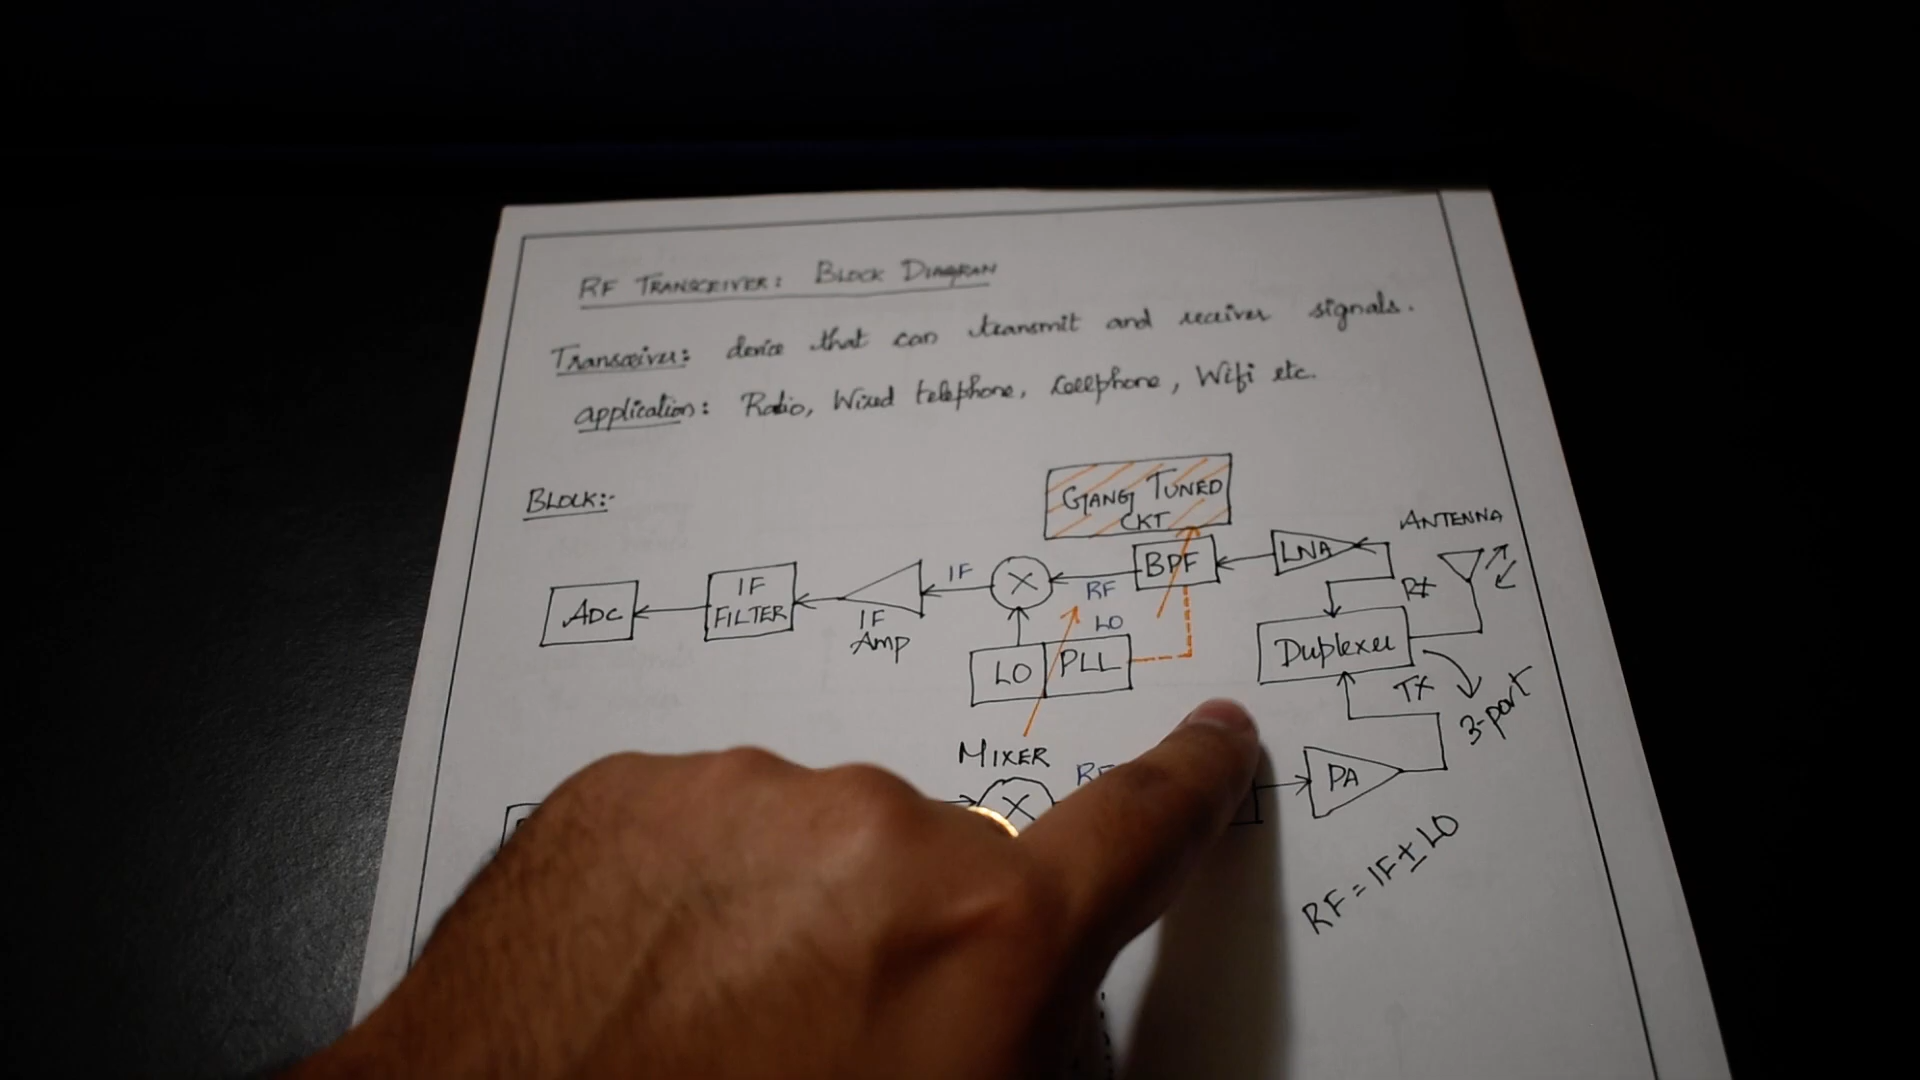 RF TRANSCEIVER: BLOCK DIAGRAM
Transceiver: device that can transmit and receiver signals.
application: Radio, Wired telephone, Cellphone, Wifi etc.
BLOCK:-
GANG TUNED
CKT
ANTENNA
ADC
IF
FILTER
IF
Amp
IF
X
RF
LO
BPF
LNA
RX
LO
PLL
Duplexer
TX
3-port
MIXER
X
RF
PA
RF = IF ± LO